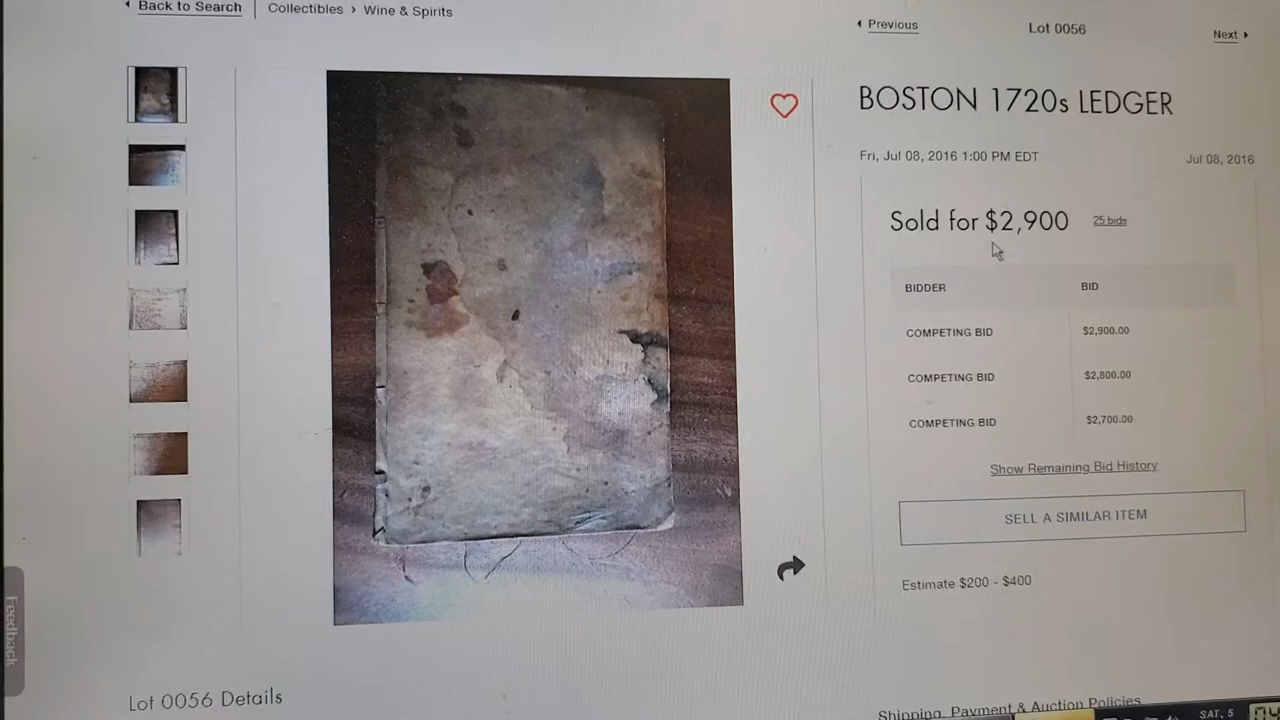 Back to Search
Collectibles › Wine & Spirits
Previous
Lot 0056
Next
BOSTON 1720s LEDGER
Fri, Jul 08, 2016 1:00 PM EDT
Jul 08, 2016
Sold for $2,900
25 bids
BIDDER BID
COMPETING BID $2,900.00
COMPETING BID $2,800.00
COMPETING BID $2,700.00
Show Remaining Bid History
SELL A SIMILAR ITEM
Estimate $200 - $400
Feedback
Lot 0056 Details
Shipping, Payment & Auction Policies
SAT, 5